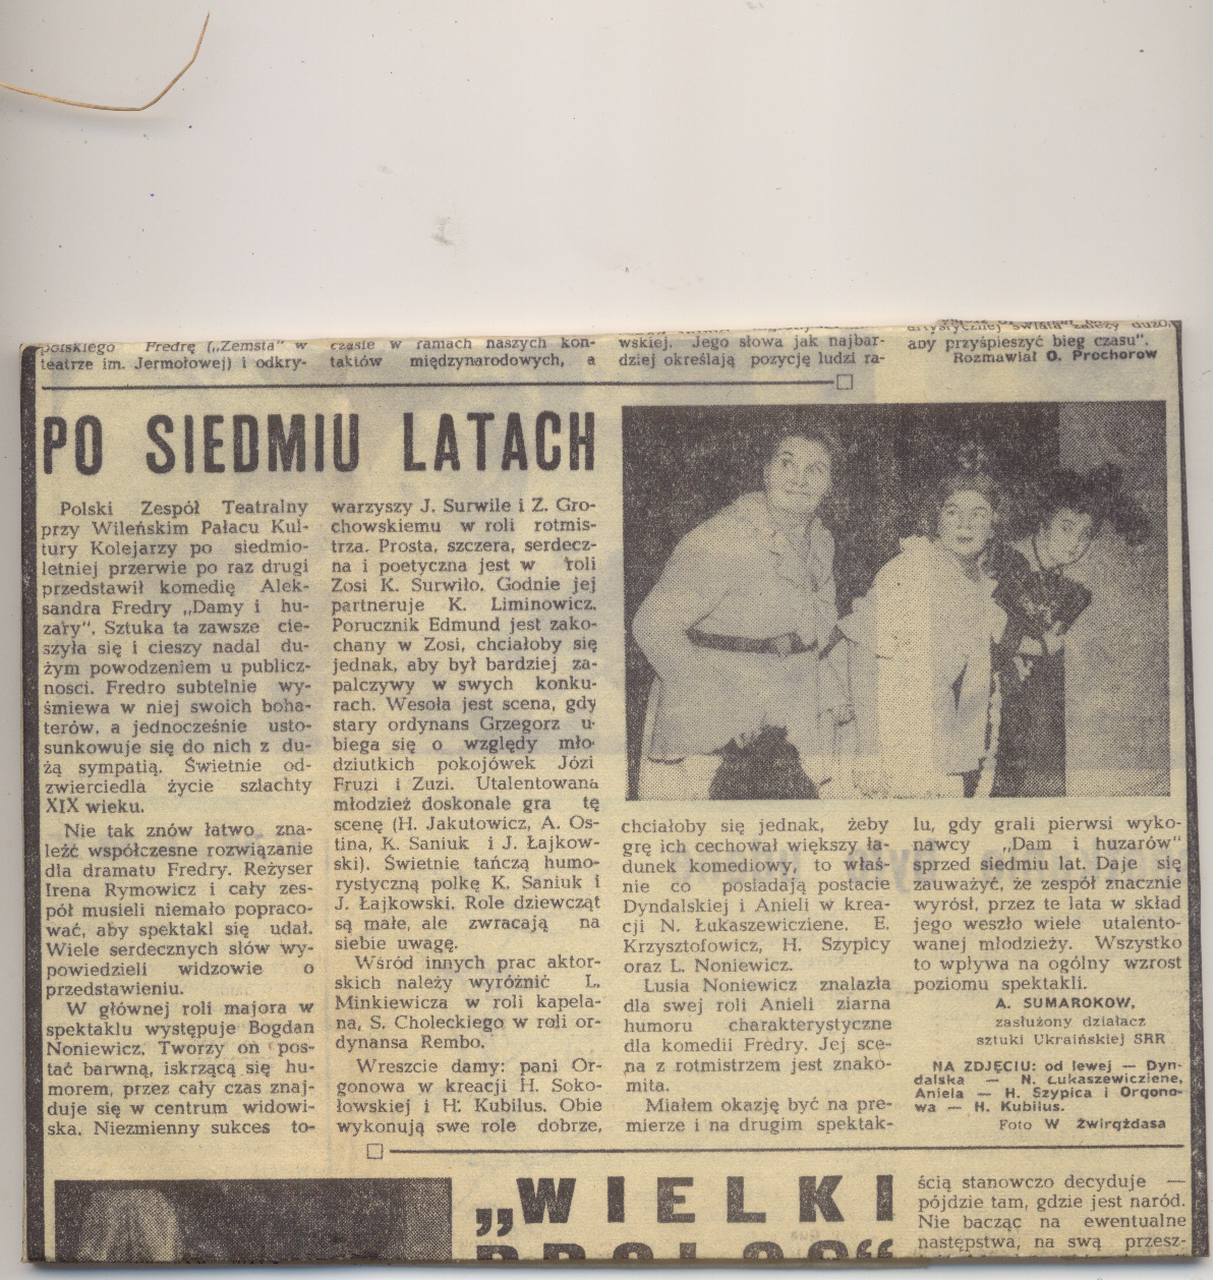 polskiego Fredrę („Zemsta" w
teatrze im. Jermołowej) i odkry-
czasie w ramach naszych kon-
taktów międzynarodowych, a
wskiej. Jego słowa jak najbar-
dziej określają pozycję ludzi ra-
artystycznej świata zależy dużo,
aby przyśpieszyć bieg czasu".
Rozmawiał O. Prochorow
PO SIEDMIU LATACH
Polski Zespół Teatralny
przy Wileńskim Pałacu Kul-
tury Kolejarzy po siedmio-
letniej przerwie po raz drugi
przedstawił komedię Alek-
sandra Fredry „Damy i hu-
zary". Sztuka ta zawsze cie-
szyła się i cieszy nadal du-
żym powodzeniem u publicz-
ności. Fredro subtelnie wy-
śmiewa w niej swoich boha-
terów, a jednocześnie usto-
sunkowuje się do nich z du-
żą sympatią. Świetnie od-
zwierciedla życie szlachty
XIX wieku.
Nie tak znów łatwo zna-
leźć współczesne rozwiązanie
dla dramatu Fredry. Reżyser
Irena Rymowicz i cały zes-
pół musieli niemało popraco-
wać, aby spektakl się udał.
Wiele serdecznych słów wy-
powiedzieli widzowie o
przedstawieniu.
W głównej roli majora w
spektaklu występuje Bogdan
Noniewicz. Tworzy on pos-
tać barwną, iskrzącą się hu-
morem, przez cały czas znaj-
duje się w centrum widowi-
ska. Niezmienny sukces to-
warzyszy J. Surwile i Z. Gro-
chowskiemu w roli rotmis-
trza. Prosta, szczera, serdecz-
na i poetyczna jest w roli
Zosi K. Surwiło. Godnie jej
partneruje K. Liminowicz.
Porucznik Edmund jest zako-
chany w Zosi, chciałoby się
jednak, aby był bardziej za-
palczywy w swych konku-
rach. Wesoła jest scena, gdy
stary ordynans Grzegorz u-
biega się o względy mło-
dziutkich pokojówek Józi
Fruzi i Zuzi. Utalentowana
młodzież doskonale gra tę
scenę (H. Jakutowicz, A. Os-
tina, K. Saniuk i J. Łajkow-
ski). Świetnie tańczą humo-
rystyczną polkę K. Saniuk i
J. Łajkowski. Role dziewcząt
są małe, ale zwracają na
siebie uwagę.
Wśród innych prac aktor-
skich należy wyróżnić L.
Minkiewicza w roli kapela-
na, S. Choleckiego w roli or-
dynansa Rembo.
Wreszcie damy: pani Or-
gonowa w kreacji H. Soko-
łowskiej i H. Kubilus. Obie
wykonują swe role dobrze,
chciałoby się jednak, żeby
grę ich cechował większy ła-
dunek komediowy, to właś-
nie co posiadają postacie
Dyndalskiej i Anieli w krea-
cji N. Łukaszewicziene, E.
Krzysztofowicz, H. Szypicy
oraz L. Noniewicz.
Lusia Noniewicz znalazła
dla swej roli Anieli ziarna
humoru charakterystyczne
dla komedii Fredry. Jej sce-
na z rotmistrzem jest znako-
mita.
Miałem okazję być na pre-
mierze i na drugim spektak-
lu, gdy grali pierwsi wyko-
nawcy „Dam i huzarów"
sprzed siedmiu lat. Daje się
zauważyć, że zespół znacznie
wyrósł, przez te lata w skład
jego weszło wiele utalento-
wanej młodzieży. Wszystko
to wpływa na ogólny wzrost
poziomu spektakli.
A. SUMAROKOW,
zasłużony działacz
sztuki Ukraińskiej SRR
NA ZDJĘCIU: od lewej — Dyn-
dalska — N. Łukaszewicziene,
Aniela — H. Szypica i Orgono-
wa — H. Kubilus.
Foto W Żwirgżdasa
„WIELKI
ścią stanowczo decyduje —
pójdzie tam, gdzie jest naród.
Nie bacząc na ewentualne
następstwa, na swą przesz-